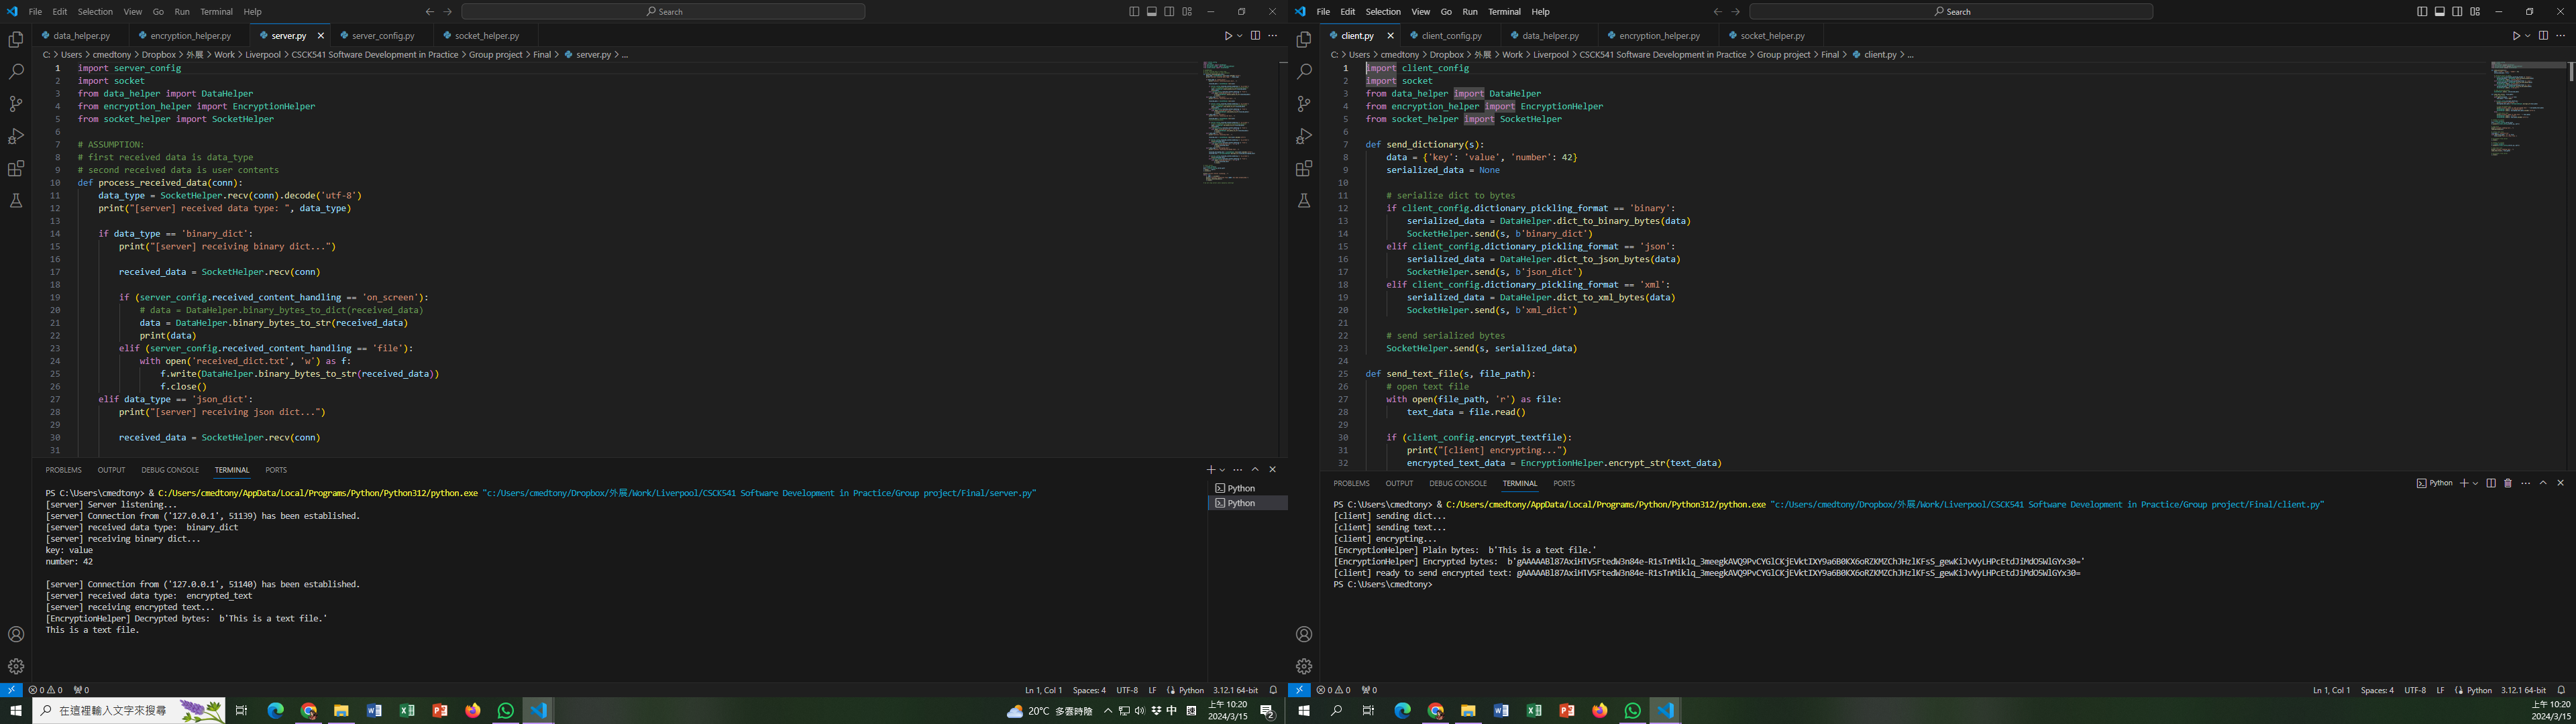 File Edit Selection View Go Run Terminal Help
Search
data_helper.py encryption_helper.py server.py server_config.py socket_helper.py
C: > Users > cmedtony > Dropbox > 外展 > Work > Liverpool > CSCK541 Software Development in Practice > Group project > Final > server.py > ...
1 import server_config
2 import socket
3 from data_helper import DataHelper
4 from encryption_helper import EncryptionHelper
5 from socket_helper import SocketHelper
6
7 # ASSUMPTION:
8 # first received data is data_type
9 # second received data is user contents
10 def process_received_data(conn):
11 data_type = SocketHelper.recv(conn).decode('utf-8')
12 print("[server] received data type: ", data_type)
13
14 if data_type == 'binary_dict':
15 print("[server] receiving binary dict...")
16
17 received_data = SocketHelper.recv(conn)
18
19 if (server_config.received_content_handling == 'on_screen'):
20 # data = DataHelper.binary_bytes_to_dict(received_data)
21 data = DataHelper.binary_bytes_to_str(received_data)
22 print(data)
23 elif (server_config.received_content_handling == 'file'):
24 with open('received_dict.txt', 'w') as f:
25 f.write(DataHelper.binary_bytes_to_str(received_data))
26 f.close()
27 elif data_type == 'json_dict':
28 print("[server] receiving json dict...")
29
30 received_data = SocketHelper.recv(conn)
31
PROBLEMS OUTPUT DEBUG CONSOLE TERMINAL PORTS
PS C:\Users\cmedtony> & C:/Users/cmedtony/AppData/Local/Programs/Python/Python312/python.exe "c:/Users/cmedtony/Dropbox/外展/Work/Liverpool/CSCK541 Software Development in Practice/Group project/Final/server.py"
[server] Server listening...
[server] Connection from ('127.0.0.1', 51139) has been established.
[server] received data type:  binary_dict
[server] receiving binary dict...
key: value
number: 42
[server] Connection from ('127.0.0.1', 51140) has been established.
[server] received data type:  encrypted_text
[server] receiving encrypted text...
[EncryptionHelper] Decrypted bytes:  b'This is a text file.'
This is a text file.
Python
Python
0 0 0 Ln 1, Col 1 Spaces: 4 UTF-8 LF Python 3.12.1 64-bit
在這裡輸入文字來搜尋
20°C 多雲時陰 中
上午 10:20
2024/3/15
2
File Edit Selection View Go Run Terminal Help
Search
client.py client_config.py data_helper.py encryption_helper.py socket_helper.py
C: > Users > cmedtony > Dropbox > 外展 > Work > Liverpool > CSCK541 Software Development in Practice > Group project > Final > client.py > ...
1 import client_config
2 import socket
3 from data_helper import DataHelper
4 from encryption_helper import EncryptionHelper
5 from socket_helper import SocketHelper
6
7 def send_dictionary(s):
8 data = {'key': 'value', 'number': 42}
9 serialized_data = None
10
11 # serialize dict to bytes
12 if client_config.dictionary_pickling_format == 'binary':
13 serialized_data = DataHelper.dict_to_binary_bytes(data)
14 SocketHelper.send(s, b'binary_dict')
15 elif client_config.dictionary_pickling_format == 'json':
16 serialized_data = DataHelper.dict_to_json_bytes(data)
17 SocketHelper.send(s, b'json_dict')
18 elif client_config.dictionary_pickling_format == 'xml':
19 serialized_data = DataHelper.dict_to_xml_bytes(data)
20 SocketHelper.send(s, b'xml_dict')
21
22 # send serialized bytes
23 SocketHelper.send(s, serialized_data)
24
25 def send_text_file(s, file_path):
26 # open text file
27 with open(file_path, 'r') as file:
28 text_data = file.read()
29
30 if (client_config.encrypt_textfile):
31 print("[client] encrypting...")
32 encrypted_text_data = EncryptionHelper.encrypt_str(text_data)
PROBLEMS OUTPUT DEBUG CONSOLE TERMINAL PORTS
Python
PS C:\Users\cmedtony> & C:/Users/cmedtony/AppData/Local/Programs/Python/Python312/python.exe "c:/Users/cmedtony/Dropbox/外展/Work/Liverpool/CSCK541 Software Development in Practice/Group project/Final/client.py"
[client] sending dict...
[client] sending text...
[client] encrypting...
[EncryptionHelper] Plain bytes:  b'This is a text file.'
[EncryptionHelper] Encrypted bytes:
[client] ready to send encrypted text:
PS C:\Users\cmedtony>
0 0 0 Ln 1, Col 1 Spaces: 4 UTF-8 LF Python 3.12.1 64-bit
上午 10:20
2024/3/15